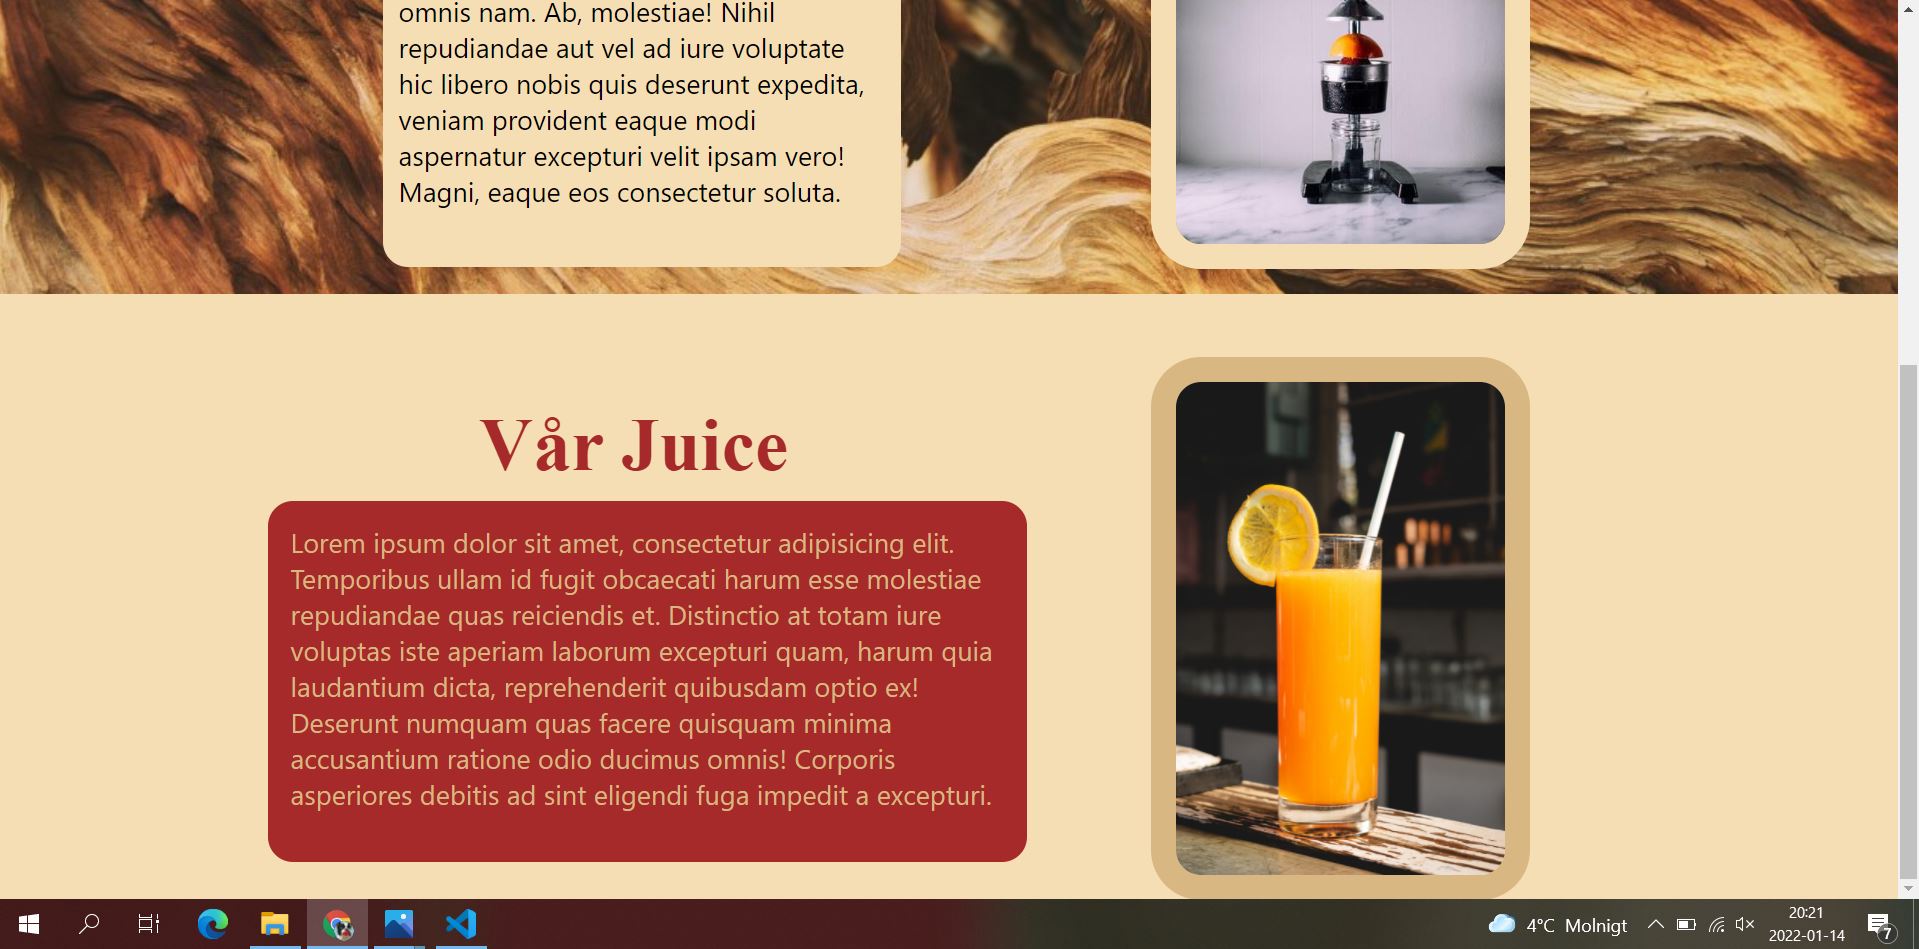 omnis nam. Ab, molestiae! Nihil
repudiandae aut vel ad iure voluptate
hic libero nobis quis deserunt expedita,
veniam provident eaque modi
aspernatur excepturi velit ipsam vero!
Magni, eaque eos consectetur soluta.
Vår Juice
Lorem ipsum dolor sit amet, consectetur adipisicing elit.
Temporibus ullam id fugit obcaecati harum esse molestiae
repudiandae quas reiciendis et. Distinctio at totam iure
voluptas iste aperiam laborum excepturi quam, harum quia
laudantium dicta, reprehenderit quibusdam optio ex!
Deserunt numquam quas facere quisquam minima
accusantium ratione odio ducimus omnis! Corporis
asperiores debitis ad sint eligendi fuga impedit a excepturi.
4°C Molnigt
20:21
2022-01-14
7